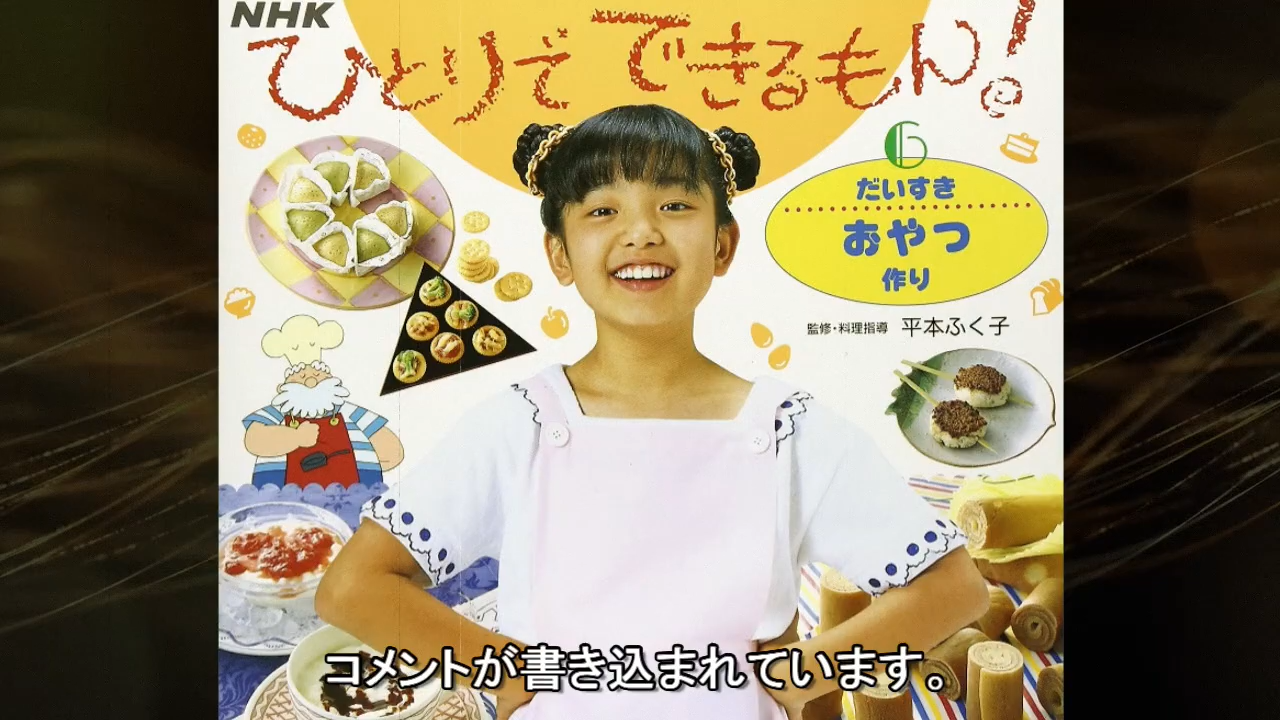 NHK
ひとりでできるもん!
6
だいすき
おやつ
作り
監修・料理指導 平本ふく子
コメントが書き込まれています。